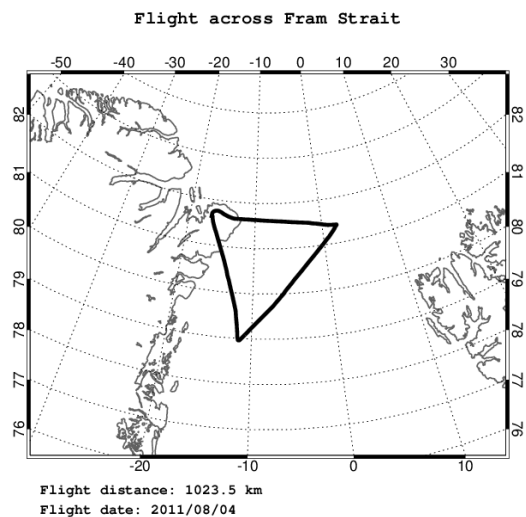 Flight across Fram Strait
-50 -40 -30 -20 -10 0 10 20 30
82 82
81 81
80 80
79 79
78 78
77 77
76 76
-20 -10 0 10
Flight distance: 1023.5 km
Flight date: 2011/08/04